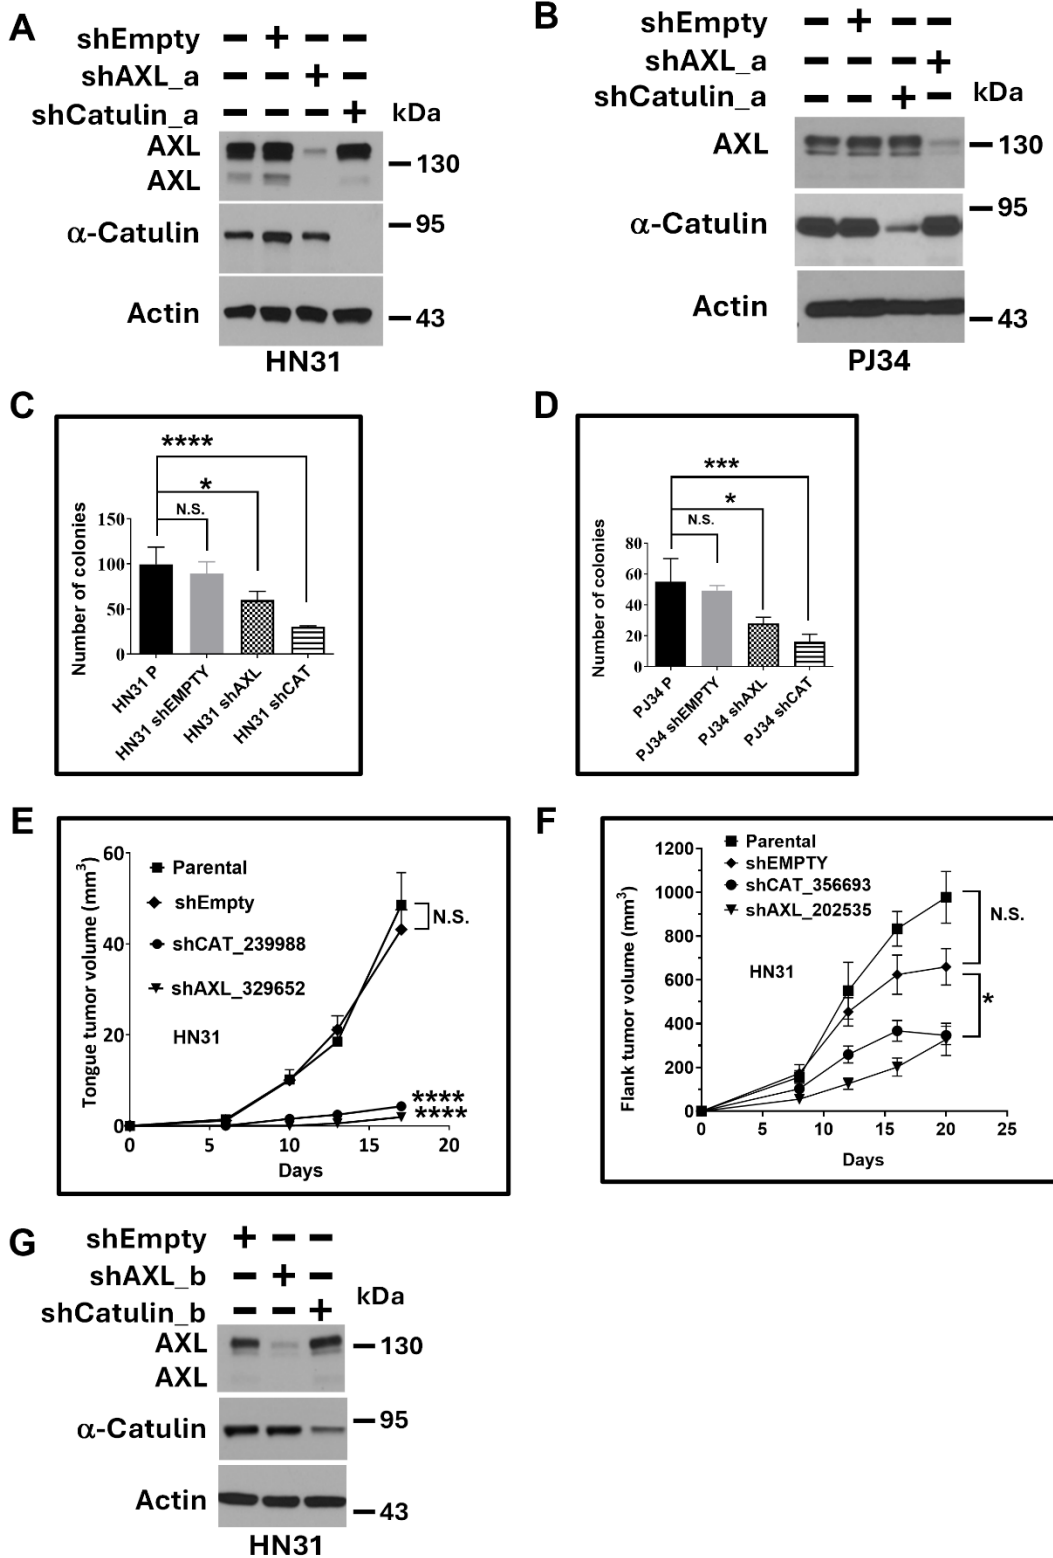 A
shEmpty − + − −
shAXL_a − − + −
shCatulin_a − − − + kDa
AXL
130
AXL
α-Catulin
95
Actin
43
HN31
B
shEmpty − + − −
shAXL_a − − − +
shCatulin_a − − + − kDa
AXL
130
95
α-Catulin
Actin
43
PJ34
C
****
*
N.S.
Number of colonies
150
100
50
0
HN31 P
HN31 shEMPTY
HN31 shAXL
HN31 shCAT
D
***
*
N.S.
Number of colonies
80
60
40
20
0
PJ34 P
PJ34 shEMPTY
PJ34 shAXL
PJ34 shCAT
E
Tongue tumor volume (mm³)
60
40
20
0
Parental
shEmpty
shCAT_239988
shAXL_329652
HN31
N.S.
****
****
0 5 10 15 20
Days
F
Flank tumor volume (mm³)
1200
1000
800
600
400
200
0
Parental
shEMPTY
shCAT_356693
shAXL_202535
HN31
N.S.
*
0 5 10 15 20 25
Days
G
shEmpty + − −
shAXL_b − + −
shCatulin_b − − + kDa
AXL
130
AXL
α-Catulin
95
Actin
43
HN31